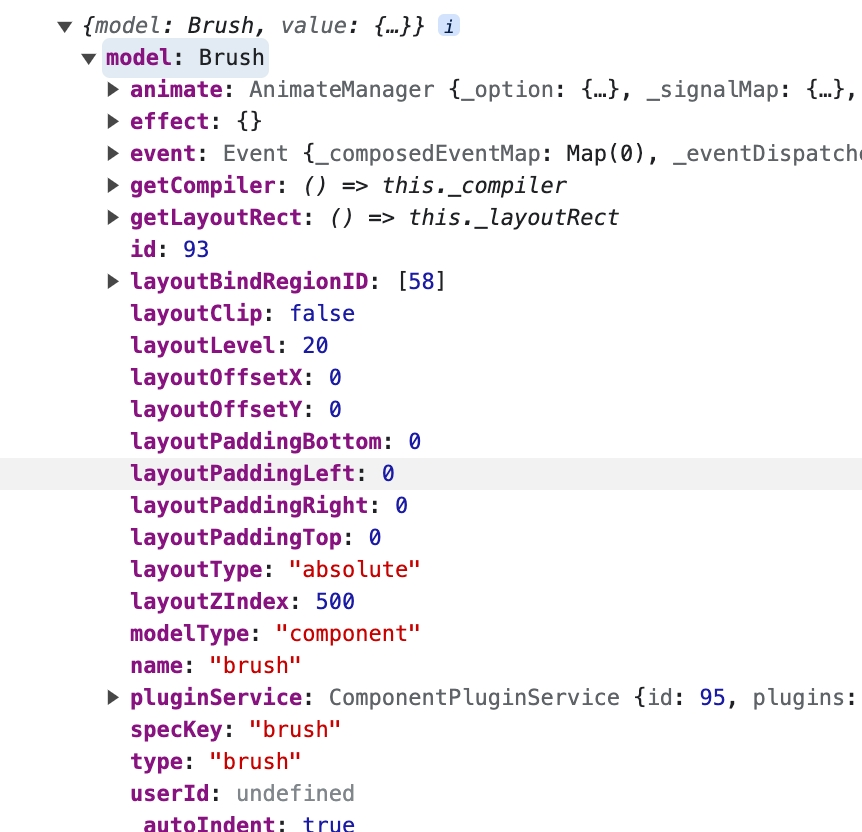 ▼ {model: Brush, value: {…}} i
▼ model: Brush
▶ animate: AnimateManager {_option: {…}, _signalMap: {…},
▶ effect: {}
▶ event: Event {_composedEventMap: Map(0), _eventDispatche
▶ getCompiler: () => this._compiler
▶ getLayoutRect: () => this._layoutRect
id: 93
▶ layoutBindRegionID: [58]
layoutClip: false
layoutLevel: 20
layoutOffsetX: 0
layoutOffsetY: 0
layoutPaddingBottom: 0
layoutPaddingLeft: 0
layoutPaddingRight: 0
layoutPaddingTop: 0
layoutType: "absolute"
layoutZIndex: 500
modelType: "component"
name: "brush"
▶ pluginService: ComponentPluginService {id: 95, plugins:
specKey: "brush"
type: "brush"
userId: undefined
_autoIndent: true